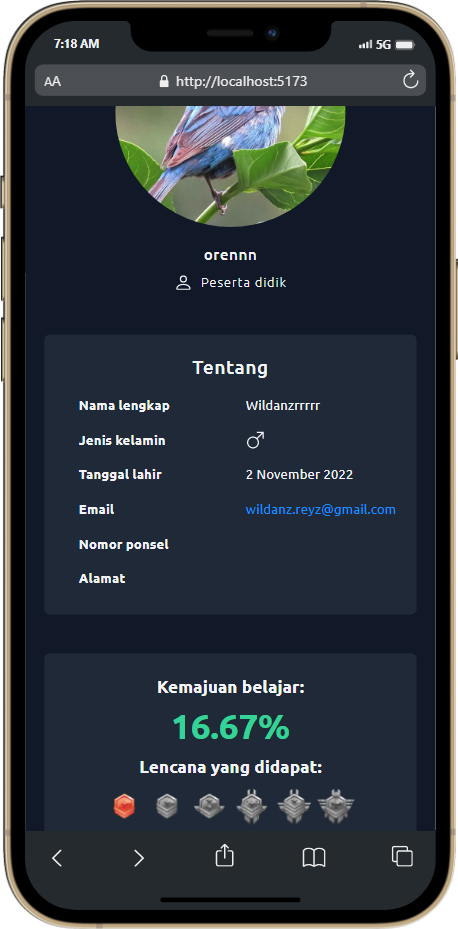 7:18 AM 5G
AA http://localhost:5173
orennn
Peserta didik
Tentang
Nama lengkap Wildanzrrrrr
Jenis kelamin
Tanggal lahir 2 November 2022
Email wildanz.reyz@gmail.com
Nomor ponsel
Alamat
Kemajuan belajar:
16.67%
Lencana yang didapat: